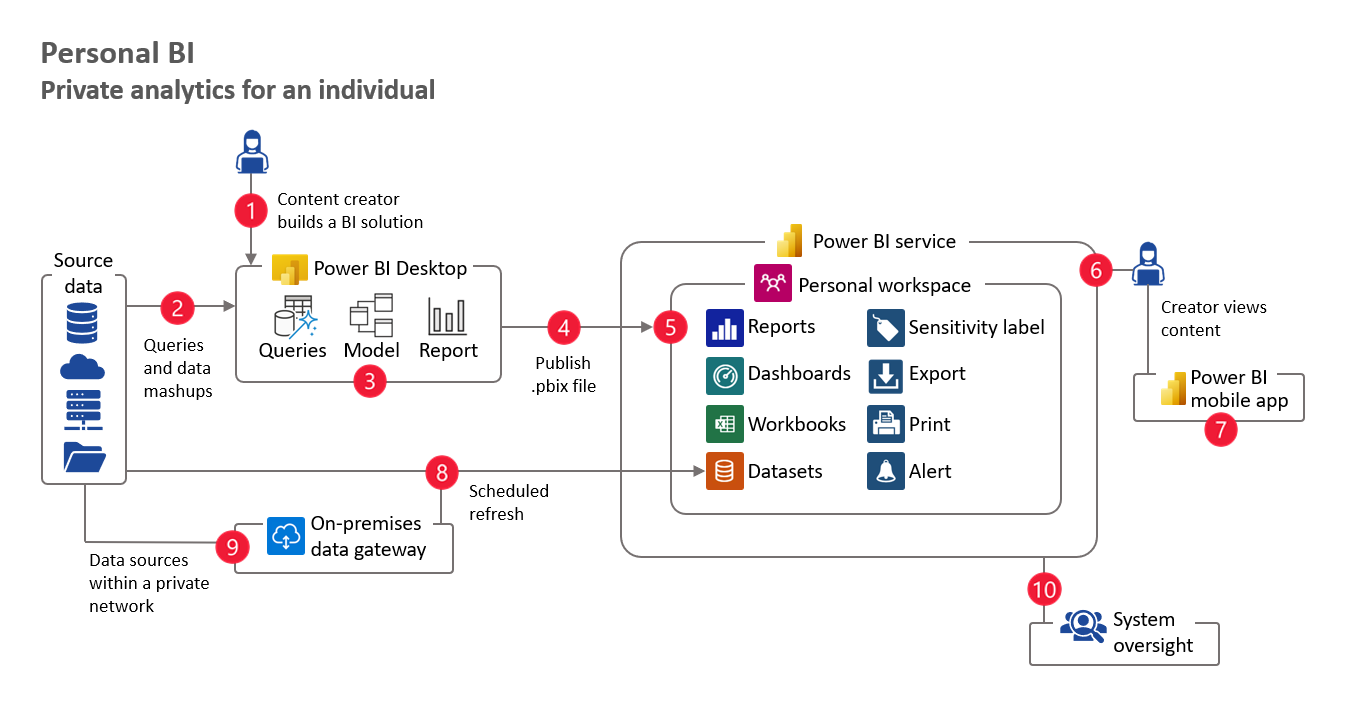 Personal BI
Private analytics for an individual
1
Content creator
builds a BI solution
Source
data
2
Queries
and data
mashups
Power BI Desktop
Queries
Model
Report
3
4
Publish
.pbix file
Power BI service
Personal workspace
5
Reports
Dashboards
Workbooks
Datasets
Sensitivity label
Export
Print
Alert
6
Creator views
content
Power BI
mobile app
7
8
Scheduled
refresh
9
On-premises
data gateway
Data sources
within a private
network
10
System
oversight